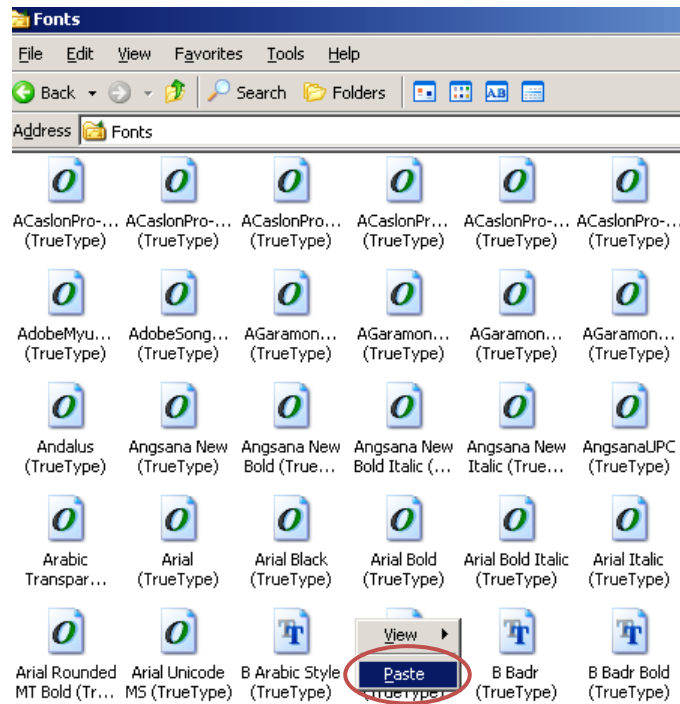 Fonts
File Edit View Favorites Tools Help
Back Search Folders
Address Fonts
ACaslonPro-... ACaslonPro-... ACaslonPro... ACaslonPr... ACaslonPro-... ACaslonPro-...
(TrueType) (TrueType) (TrueType) (TrueType) (TrueType) (TrueType)
AdobeMyu... AdobeSong... AGaramon... AGaramon... AGaramon... AGaramon...
(TrueType) (TrueType) (TrueType) (TrueType) (TrueType) (TrueType)
Andalus Angsana New Angsana New Angsana New Angsana New AngsanaUPC
(TrueType) (TrueType) Bold (True... Bold Italic (... Italic (True... (TrueType)
Arabic Arial Arial Black Arial Bold Arial Bold Italic Arial Italic
Transpar... (TrueType) (TrueType) (TrueType) (TrueType) (TrueType)
View
Arial Rounded Arial Unicode B Arabic Style Paste B Badr B Badr Bold
MT Bold (Tr... MS (TrueType) (TrueType) (TrueType) (TrueType) (TrueType)